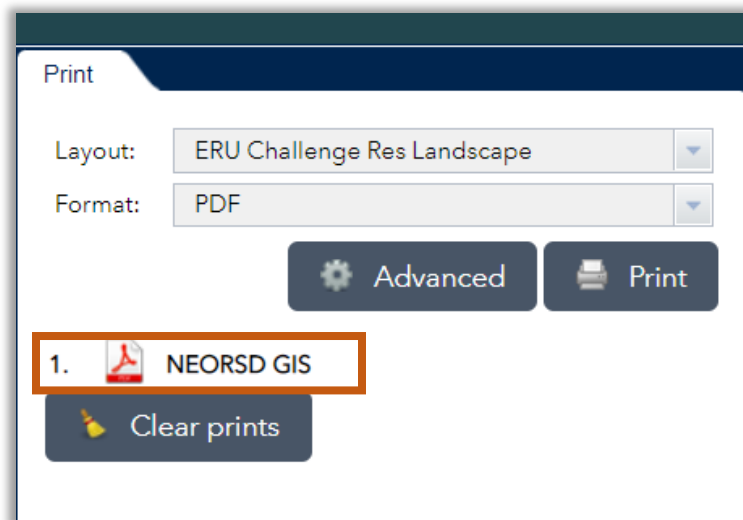 Print
Layout: ERU Challenge Res Landscape
Format: PDF
Advanced Print
1. NEORSD GIS
Clear prints